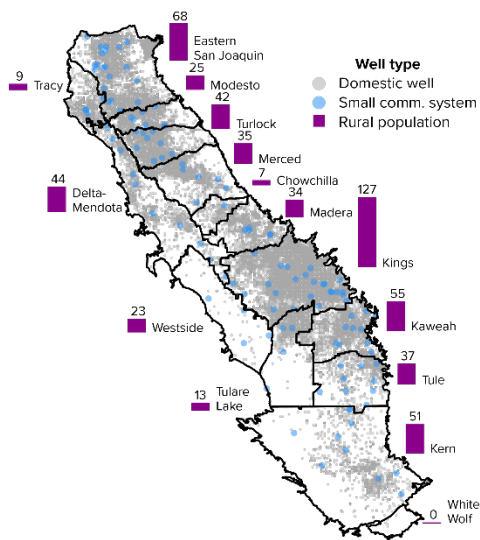 68
Eastern
San Joaquin
Well type
Domestic well
Small comm. system
Rural population
25
Modesto
9
Tracy
42
Turlock
35
Merced
7
Chowchilla
44
Delta-
Mendota
34
Madera
127
Kings
55
Kaweah
23
Westside
37
Tule
13
Tulare
Lake
51
Kern
White
0
Wolf